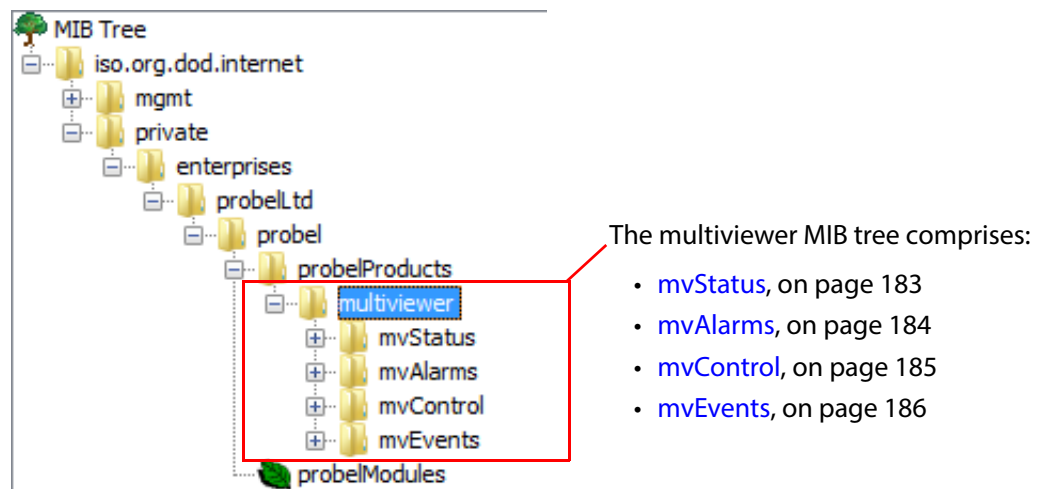 MIB Tree
iso.org.dod.internet
mgmt
private
enterprises
probelLtd
probel
probelProducts
multiviewer
mvStatus
mvAlarms
mvControl
mvEvents
probelModules
The multiviewer MIB tree comprises:
• mvStatus, on page 183
• mvAlarms, on page 184
• mvControl, on page 185
• mvEvents, on page 186